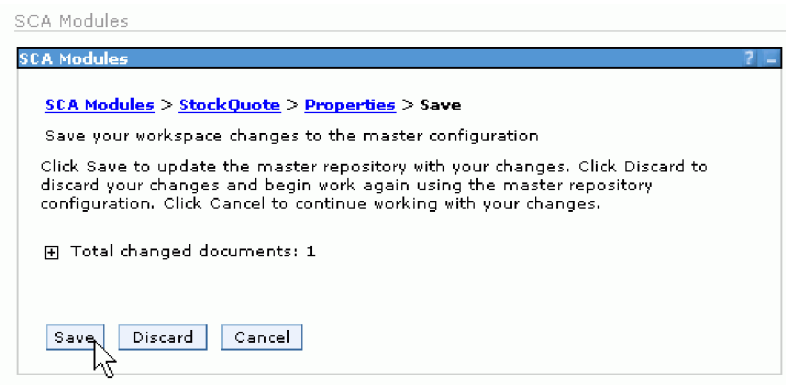 SCA Modules
SCA Modules ? –
SCA Modules > StockQuote > Properties > Save
Save your workspace changes to the master configuration
Click Save to update the master repository with your changes. Click Discard to
discard your changes and begin work again using the master repository
configuration. Click Cancel to continue working with your changes.
+ Total changed documents: 1
Save Discard Cancel